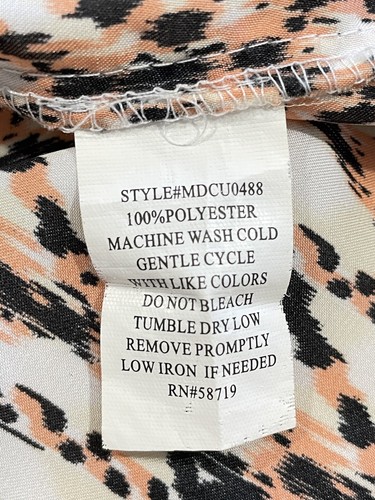 STYLE#MDCU0488
100%POLYESTER
MACHINE WASH COLD
GENTLE CYCLE
WITH LIKE COLORS
DO NOT BLEACH
TUMBLE DRY LOW
REMOVE PROMPTLY
LOW IRON IF NEEDED
RN#58719